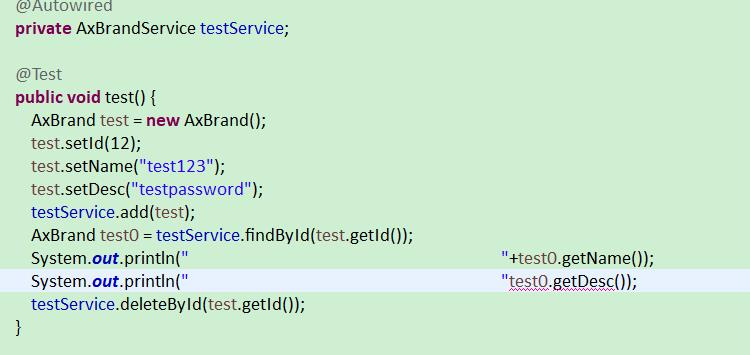 @Autowired
private AxBrandService testService;
@Test
public void test() {
AxBrand test = new AxBrand();
test.setId(12);
test.setName("test123");
test.setDesc("testpassword");
testService.add(test);
AxBrand test0 = testService.findById(test.getId());
System.out.println("                                        "+test0.getName());
System.out.println("                                        "test0.getDesc());
testService.deleteById(test.getId());
}